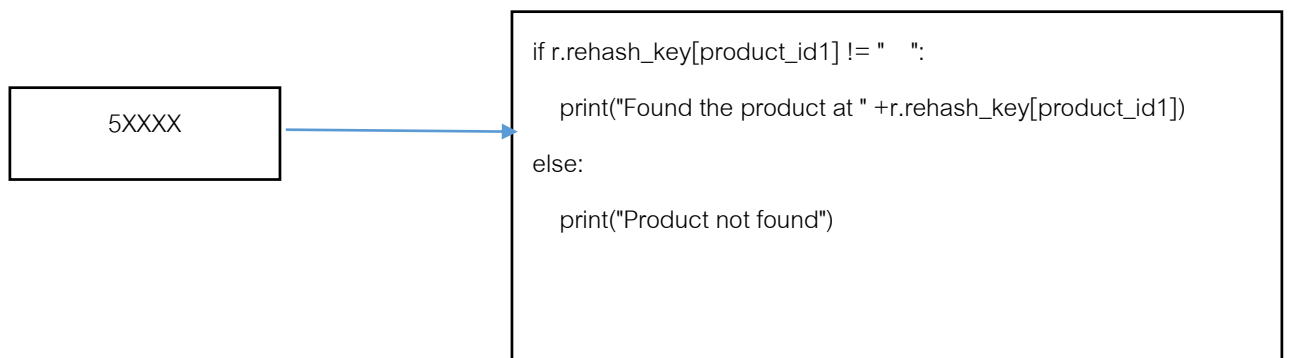 5XXXX
if r.rehash_key[product_id1] != "    ":
print("Found the product at " +r.rehash_key[product_id1])
else:
print("Product not found")